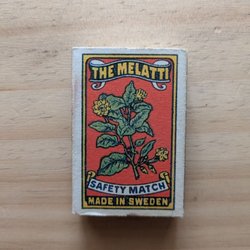 THE MELATTI
SAFETY MATCH
MADE IN SWEDEN